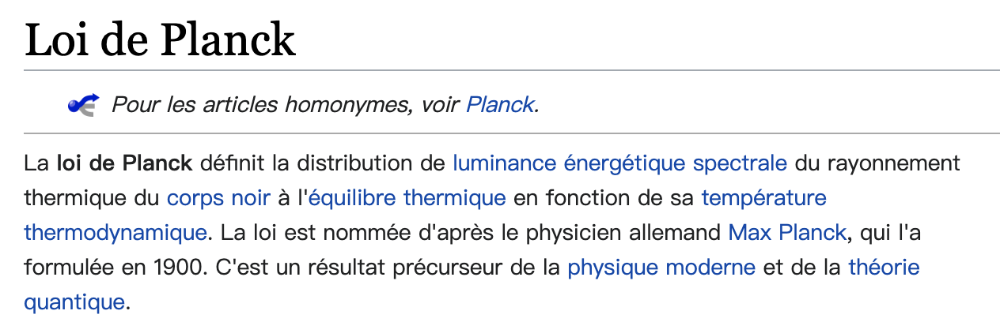 Loi de Planck
Pour les articles homonymes, voir Planck.
La loi de Planck définit la distribution de luminance énergétique spectrale du rayonnement
thermique du corps noir à l'équilibre thermique en fonction de sa température
thermodynamique. La loi est nommée d'après le physicien allemand Max Planck, qui l'a
formulée en 1900. C'est un résultat précurseur de la physique moderne et de la théorie
quantique.